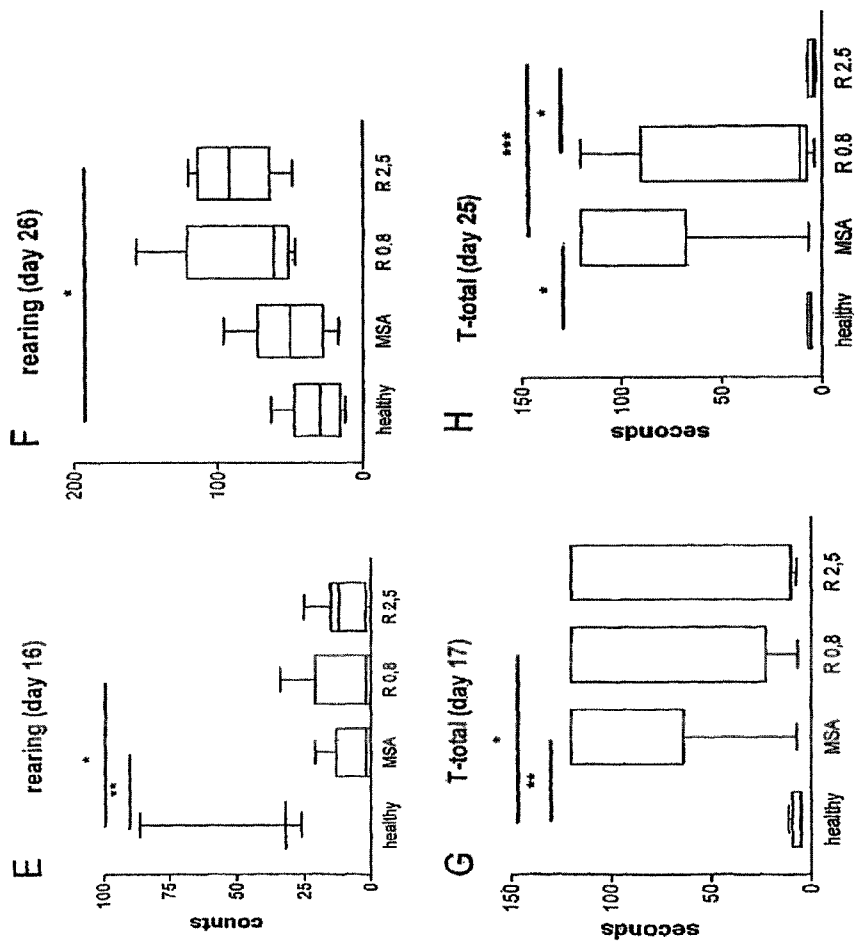 E
rearing (day 16)
counts
100
75
50
25
0
*
**
healthy
MSA
R 0,8
R 2,5
F
rearing (day 26)
200
100
0
*
healthy
MSA
R 0,8
R 2,5
G
T-total (day 17)
seconds
150
100
50
0
*
**
healthy
MSA
R 0,8
R 2,5
H
T-total (day 25)
seconds
150
100
50
0
***
*
*
healthy
MSA
R 0.8
R 2.5